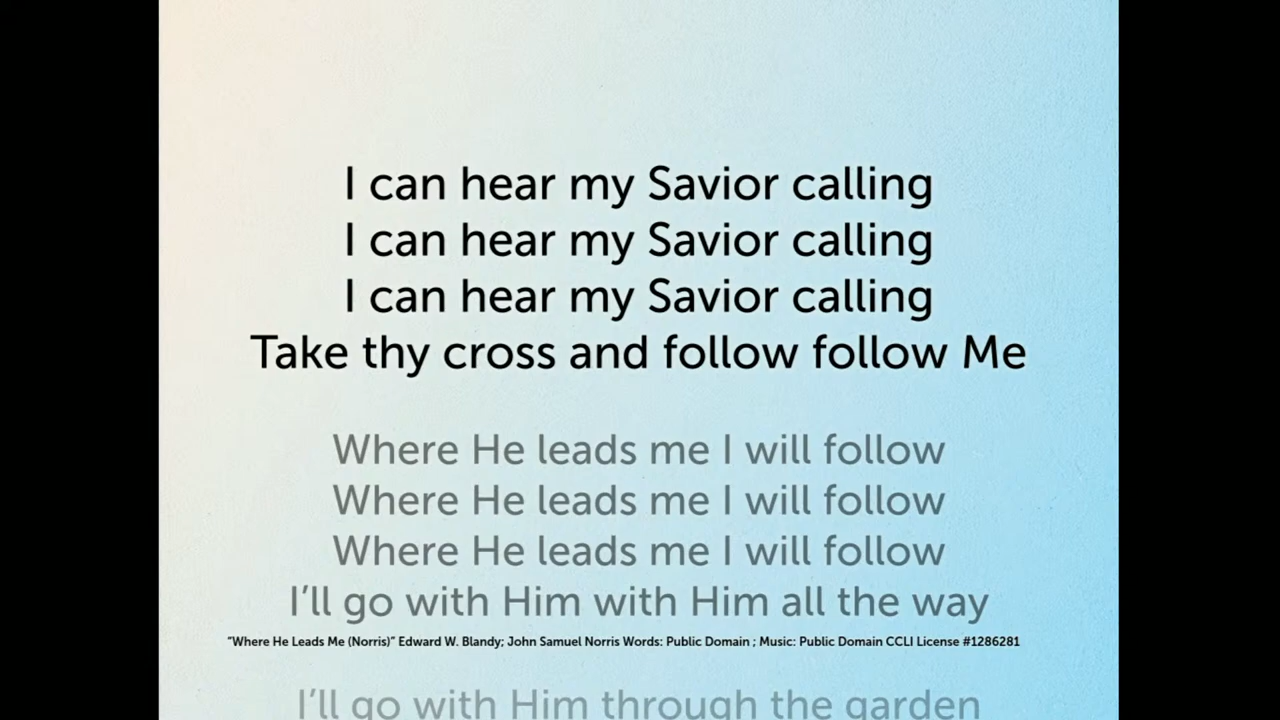 I can hear my Savior calling
I can hear my Savior calling
I can hear my Savior calling
Take thy cross and follow follow Me
Where He leads me I will follow
Where He leads me I will follow
Where He leads me I will follow
I’ll go with Him with Him all the way
“Where He Leads Me (Norris)” Edward W. Blandy; John Samuel Norris Words: Public Domain ; Music: Public Domain CCLI License #1286281
I’ll go with Him through the garden